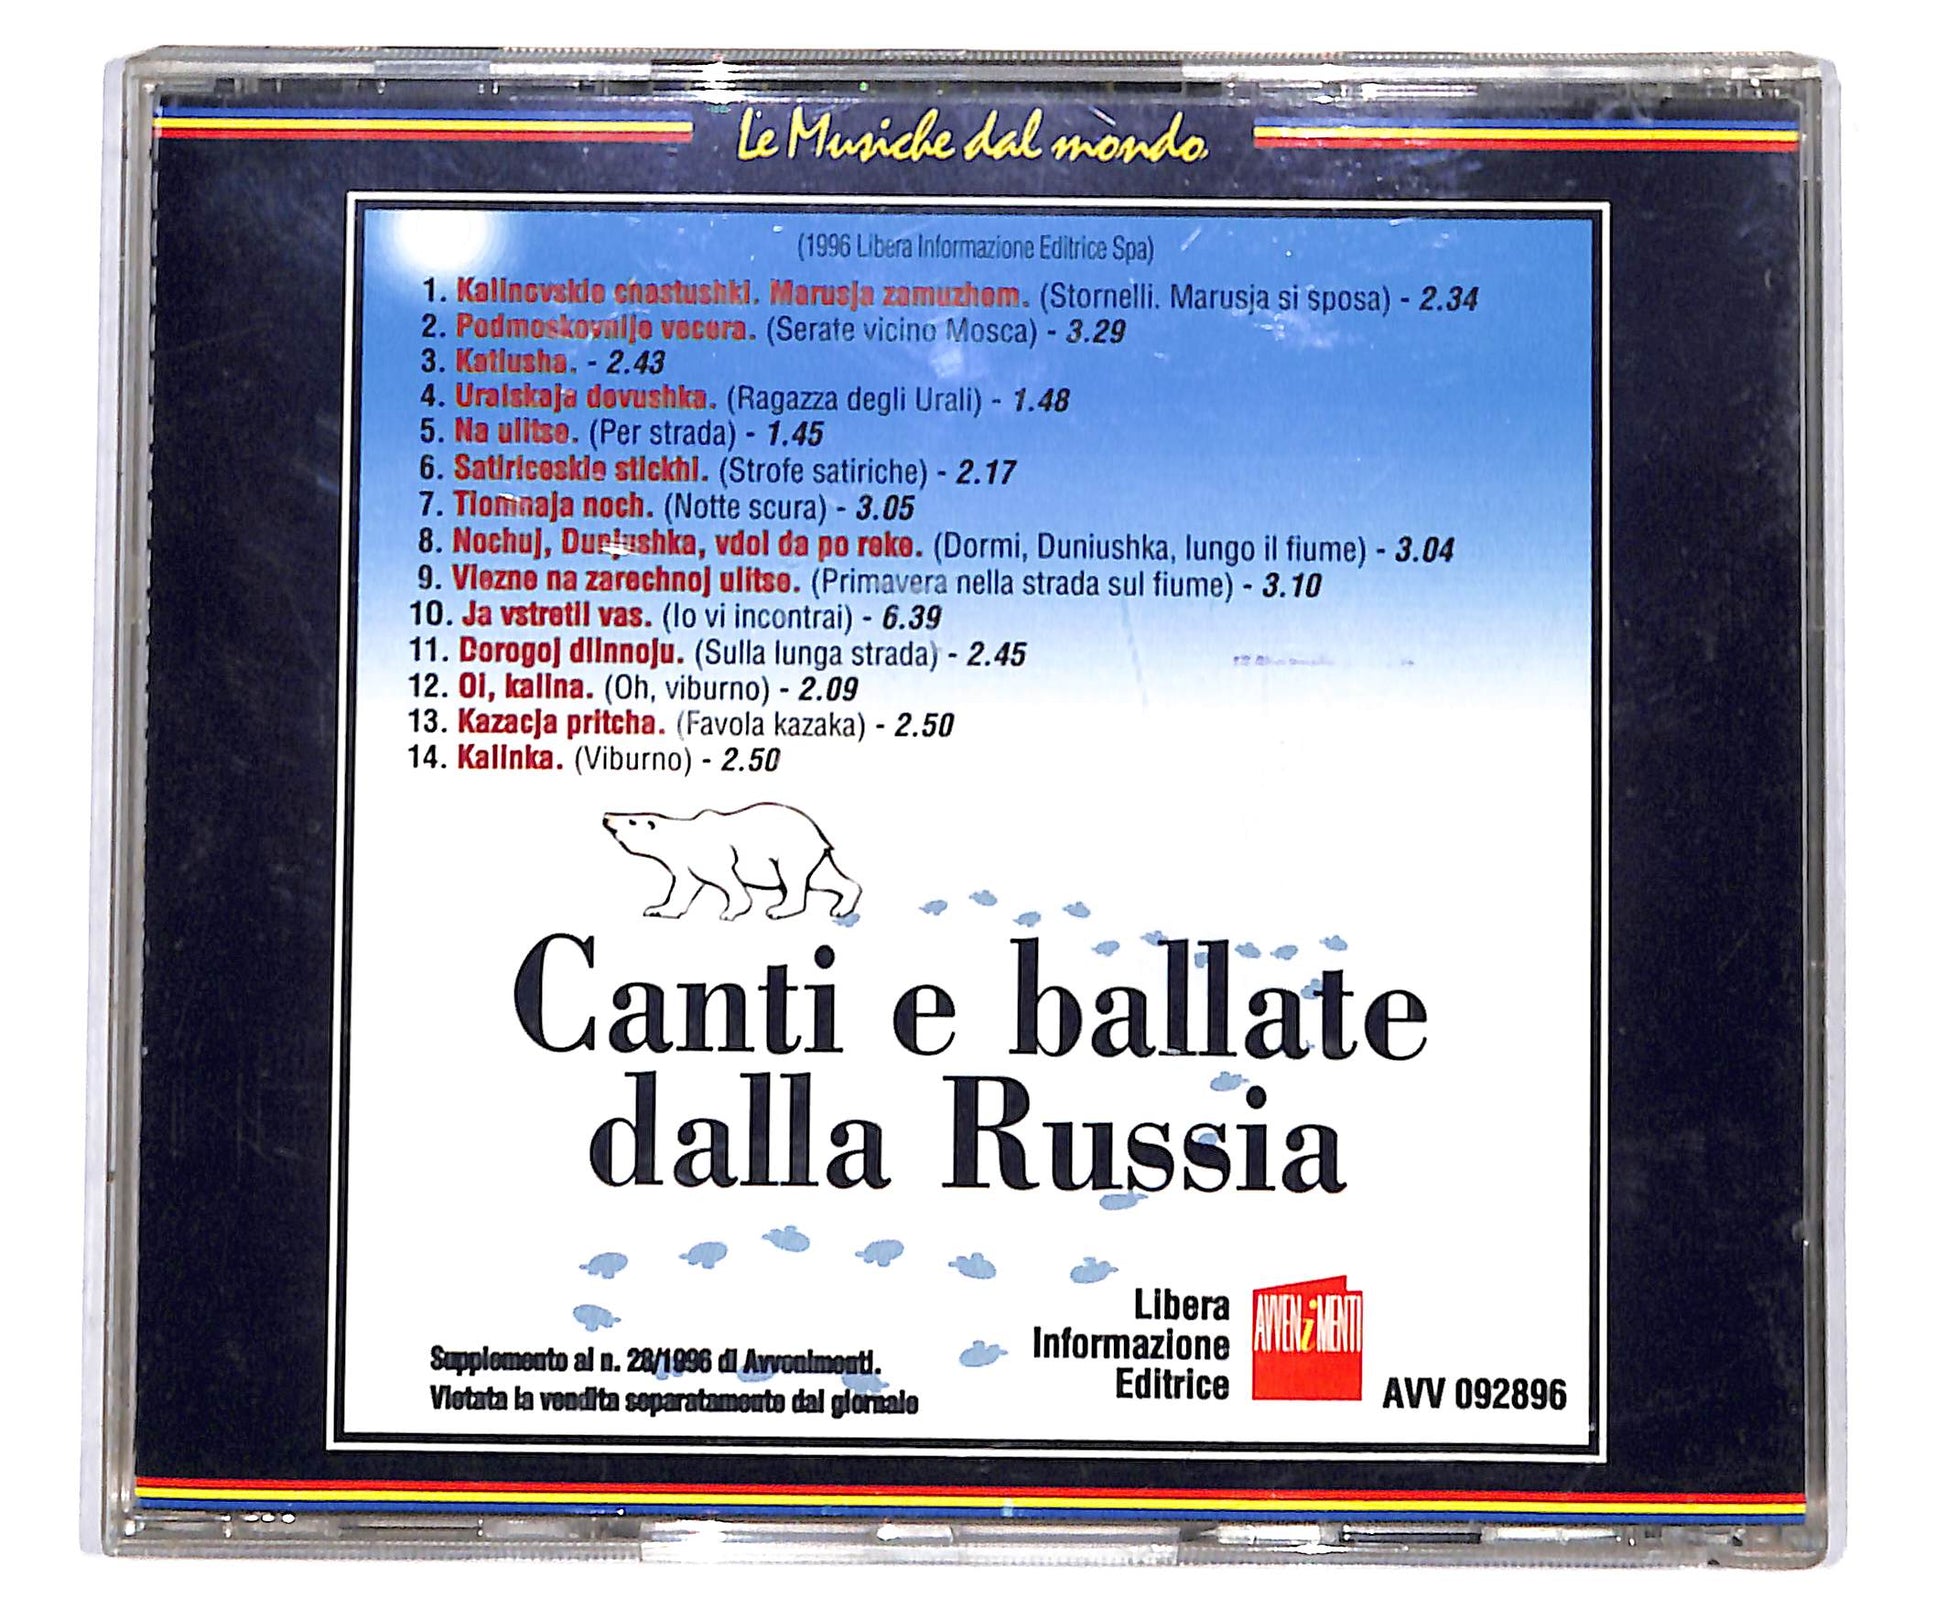 Le Musiche dal mondo
(1996 Libera Informazione Editrice Spa)
1. Kalinovskie chastushki. Marusja zamuzhem. (Stornelli. Marusja si sposa) - 2.34
2. Podmoskovnije vecera. (Serate vicino Mosca) - 3.29
3. Katiusha. - 2.43
4. Uralskaja devushka. (Ragazza degli Urali) - 1.48
5. Na ulitse. (Per strada) - 1.45
6. Satiriceskie stickhi. (Strofe satiriche) - 2.17
7. Tiomnaja noch. (Notte scura) - 3.05
8. Nochuj, Duniushka, vdol da po reke. (Dormi, Duniushka, lungo il fiume) - 3.04
9. Viezne na zarechnoj ulitse. (Primavera nella strada sul fiume) - 3.10
10. Ja vstretil vas. (Io vi incontrai) - 6.39
11. Dorogoj dlinnoju. (Sulla lunga strada) - 2.45
12. Oi, kalina. (Oh, viburno) - 2.09
13. Kazacja pritcha. (Favola kazaka) - 2.50
14. Kalinka. (Viburno) - 2.50
Canti e ballate
dalla Russia
Libera
Informazione
Editrice
AVVENiMENTI
AVV 092896
Supplemento al n. 28/1996 di Avvenimenti.
Vietata la vendita separatamente dal giornale